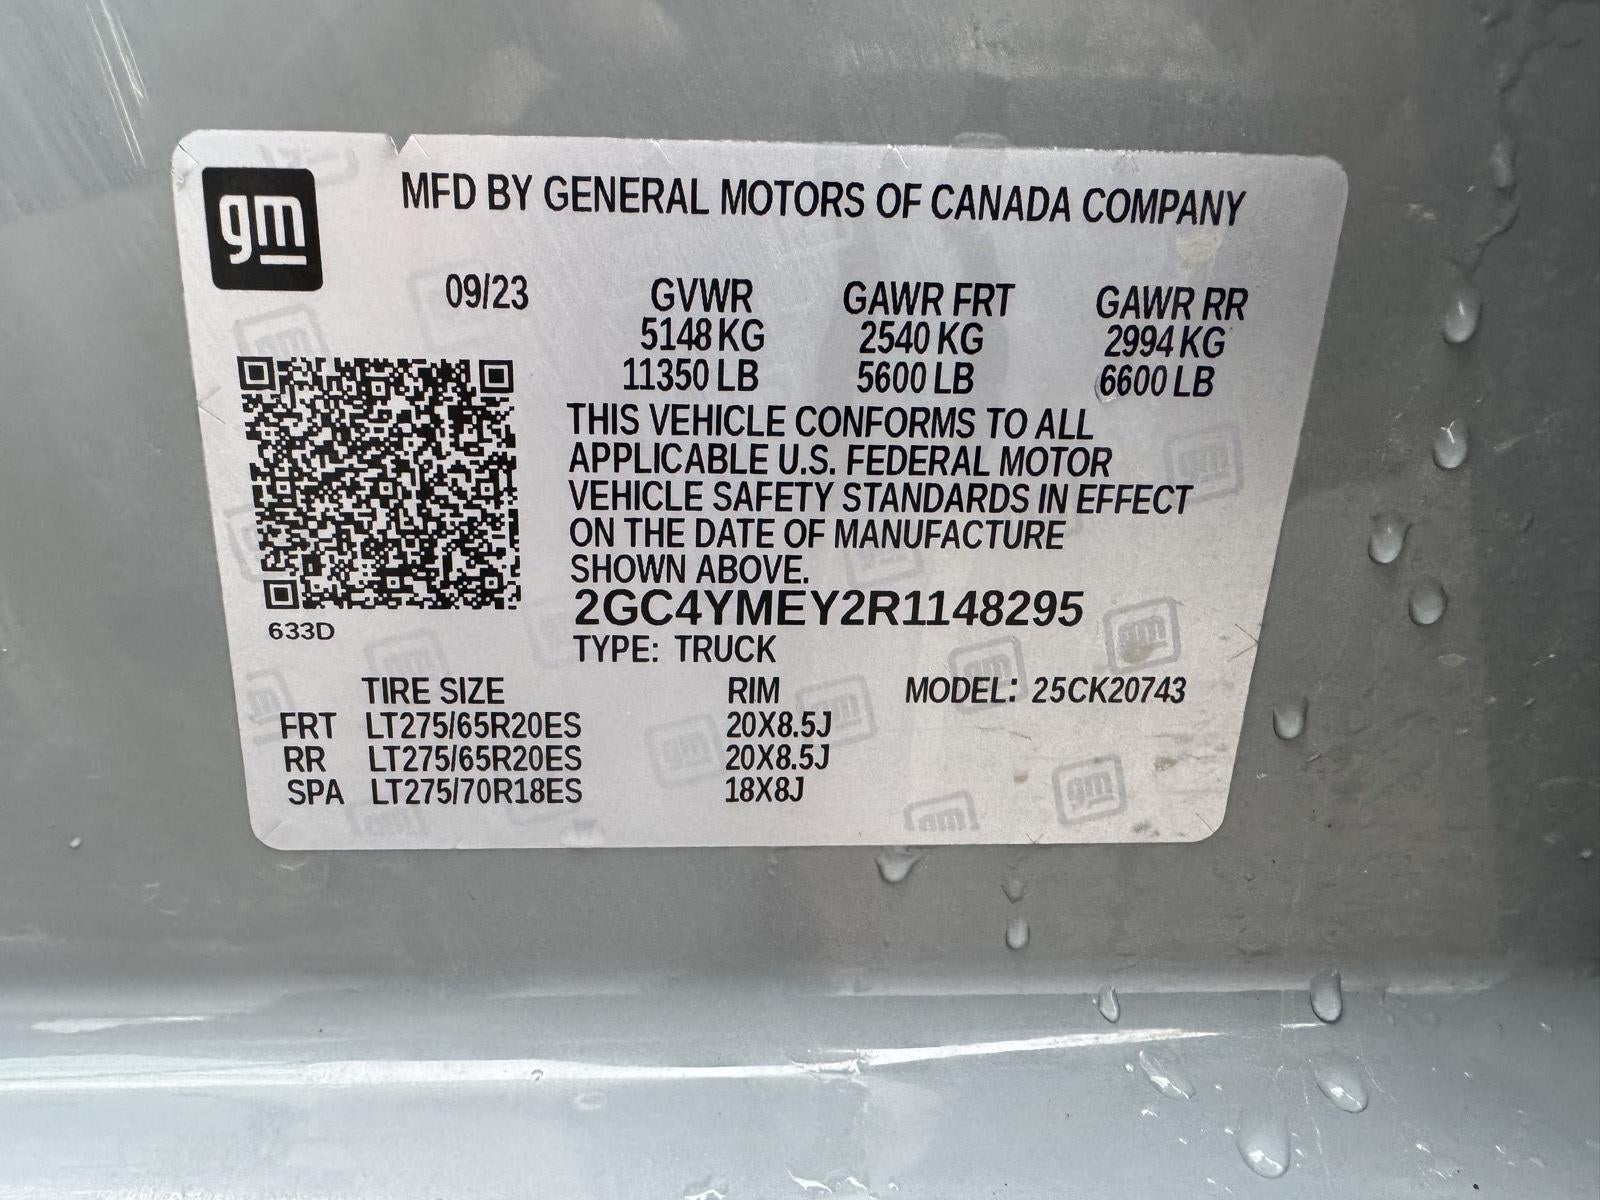 gm
MFD BY GENERAL MOTORS OF CANADA COMPANY
09/23 GVWR GAWR FRT GAWR RR
5148 KG 2540 KG 2994 KG
11350 LB 5600 LB 6600 LB
THIS VEHICLE CONFORMS TO ALL
APPLICABLE U.S. FEDERAL MOTOR
VEHICLE SAFETY STANDARDS IN EFFECT
ON THE DATE OF MANUFACTURE
SHOWN ABOVE.
2GC4YMEY2R1148295
633D
TYPE: TRUCK
TIRE SIZE RIM MODEL: 25CK20743
FRT LT275/65R20ES 20X8.5J
RR LT275/65R20ES 20X8.5J
SPA LT275/70R18ES 18X8J